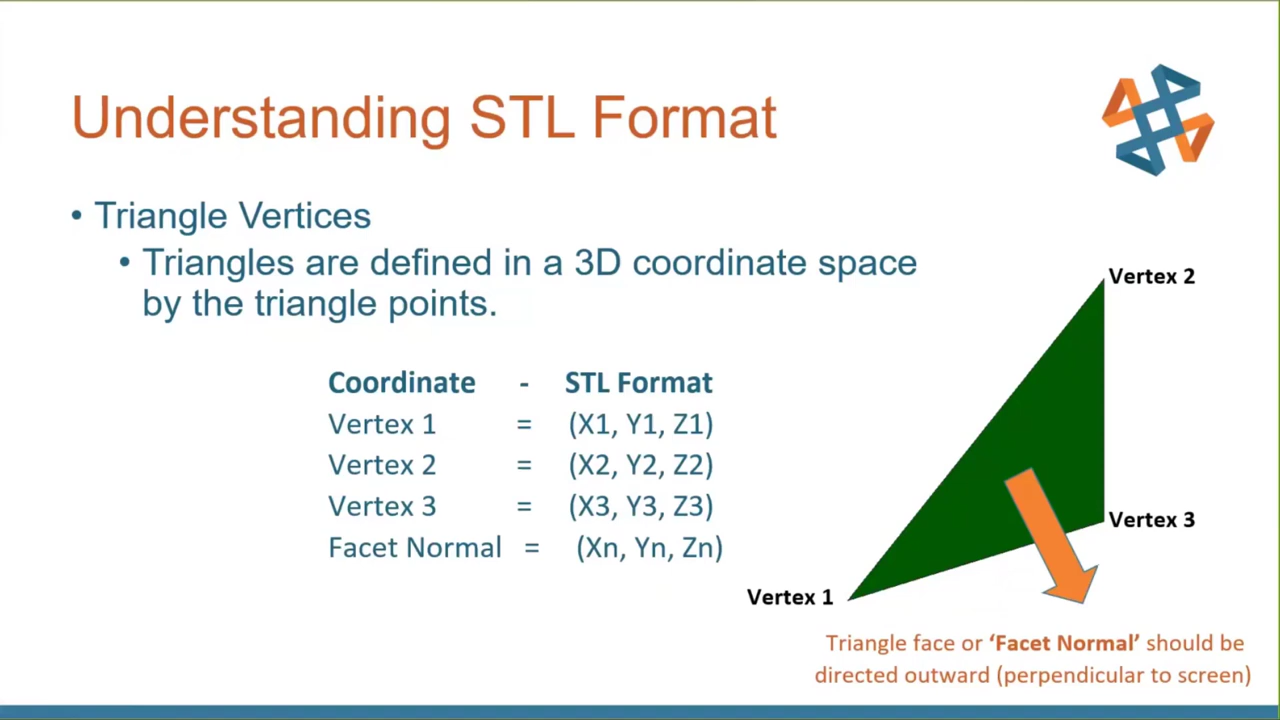 Understanding STL Format
• Triangle Vertices
• Triangles are defined in a 3D coordinate space
by the triangle points.
Coordinate - STL Format
Vertex 1 = (X1, Y1, Z1)
Vertex 2 = (X2, Y2, Z2)
Vertex 3 = (X3, Y3, Z3)
Facet Normal = (Xn, Yn, Zn)
Vertex 2
Vertex 3
Vertex 1
Triangle face or ‘Facet Normal’ should be
directed outward (perpendicular to screen)